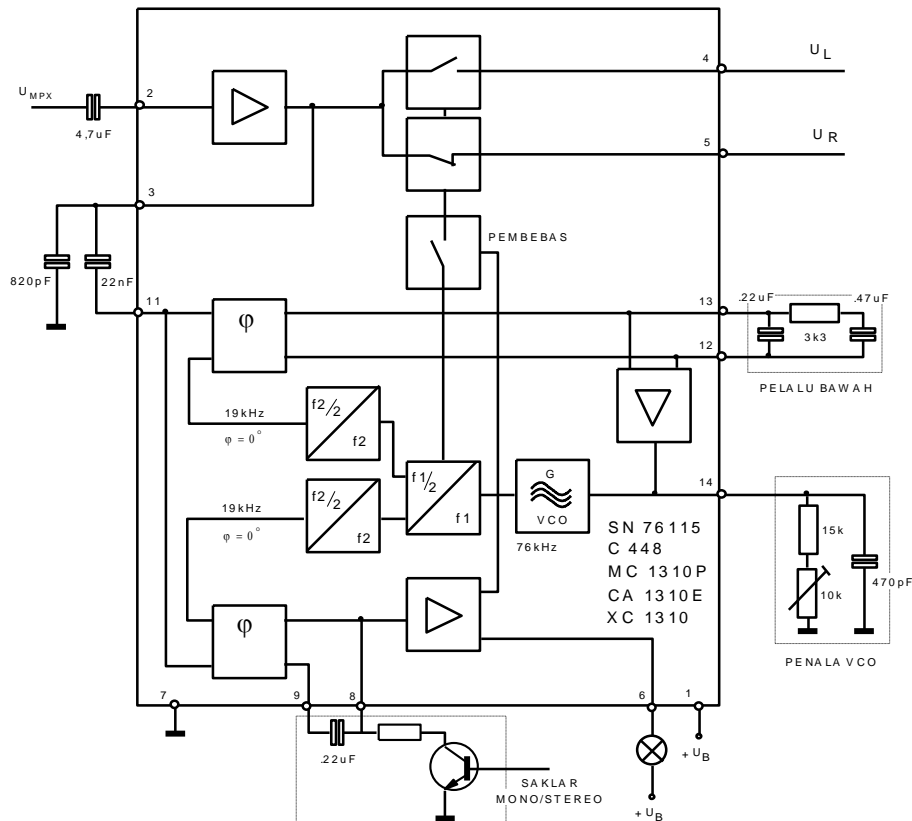 U MPX
4,7uF
2
4
U L
5
U R
3
PEMBEBAS
820pF
22nF
11
φ
13
.22uF
.47uF
3k3
12
PELALU BAWAH
19kHz
φ = 0°
f2/2
f2
f1/2
f1
G
VCO
76kHz
14
19kHz
φ = 0°
f2/2
f2
SN 76115
C 448
MC 1310P
CA 1310E
XC 1310
15k
10k
470pF
PENALA VCO
φ
7
9
8
6
1
.22uF
+ U B
SAKLAR
MONO/STEREO
+ U B